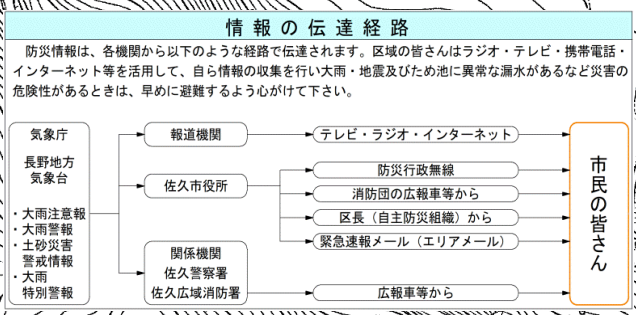 情報の伝達経路
防災情報は、各機関から以下のような経路で伝達されます。区域の皆さんはラジオ・テレビ・携帯電話・
インターネット等を活用して、自ら情報の収集を行い大雨・地震及びため池に異常な漏水があるなど災害の
危険性があるときは、早めに避難するよう心がけて下さい。
気象庁
長野地方
気象台
・大雨注意報
・大雨警報
・土砂災害
警戒情報
・大雨
特別警報
報道機関
佐久市役所
関係機関
佐久警察署
佐久広域消防署
テレビ・ラジオ・インターネット
防災行政無線
消防団の広報車等から
区長（自主防災組織）から
緊急速報メール（エリアメール）
広報車等から
市民の皆さん